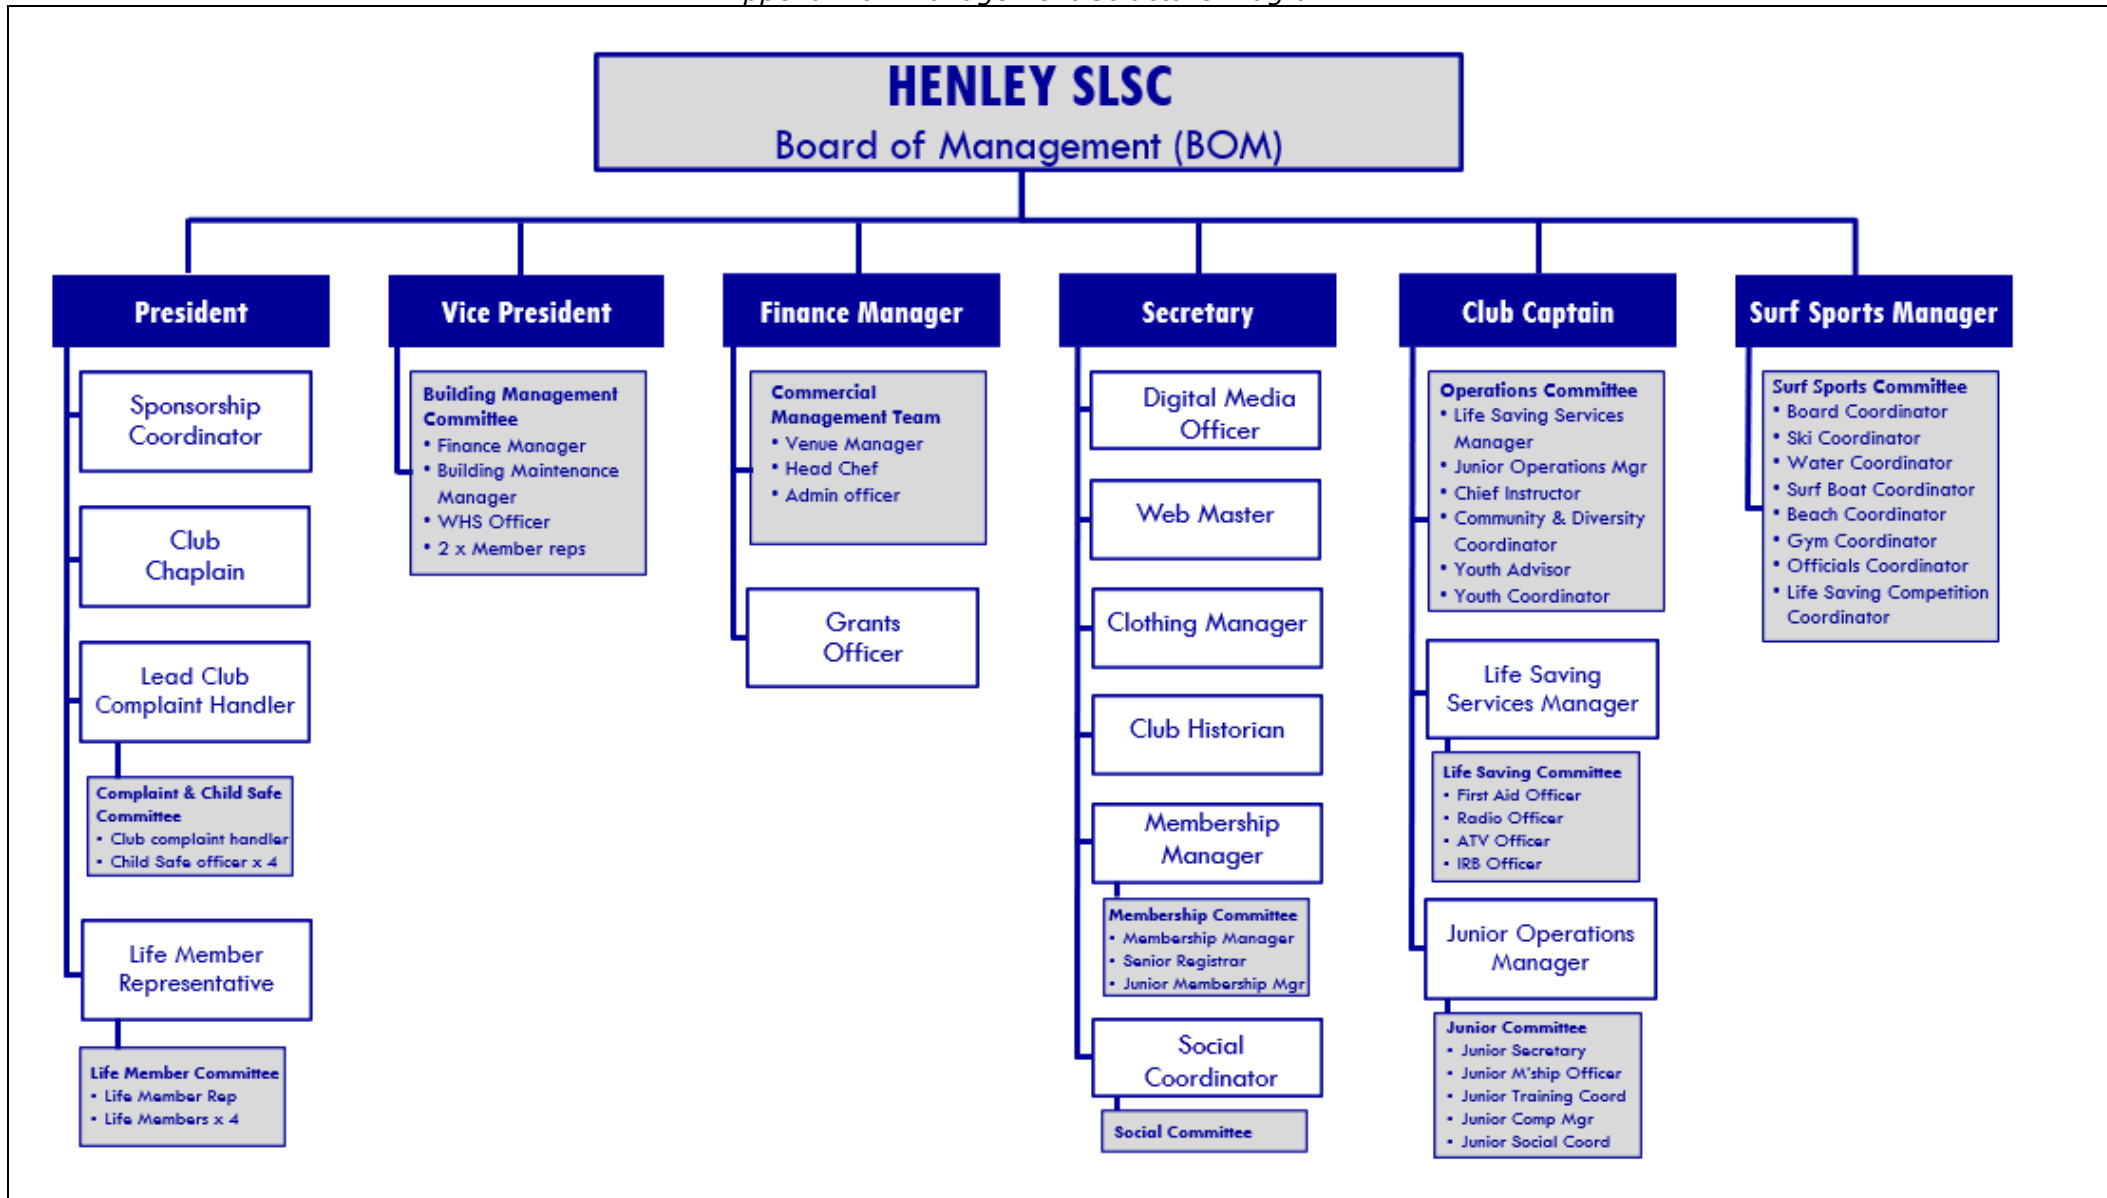 HENLEY SLSC
Board of Management (BOM)
President
Sponsorship
Coordinator
Club
Chaplain
Lead Club
Complaint Handler
Complaint & Child Safe
Committee
• Club complaint handler
• Child Safe officer x 4
Life Member
Representative
Life Member Committee
• Life Member Rep
• Life Members x 4
Vice President
Building Management
Committee
• Finance Manager
• Building Maintenance
Manager
• WHS Officer
• 2 x Member reps
Finance Manager
Commercial
Management Team
• Venue Manager
• Head Chef
• Admin officer
Grants
Officer
Secretary
Digital Media
Officer
Web Master
Clothing Manager
Club Historian
Membership
Manager
Membership Committee
• Membership Manager
• Senior Registrar
• Junior Membership Mgr
Social
Coordinator
Social Committee
Club Captain
Operations Committee
• Life Saving Services
Manager
• Junior Operations Mgr
• Chief Instructor
• Community & Diversity
Coordinator
• Youth Advisor
• Youth Coordinator
Life Saving
Services Manager
Life Saving Committee
• First Aid Officer
• Radio Officer
• ATV Officer
• IRB Officer
Junior Operations
Manager
Junior Committee
• Junior Secretary
• Junior M'ship Officer
• Junior Training Coord
• Junior Comp Mgr
• Junior Social Coord
Surf Sports Manager
Surf Sports Committee
• Board Coordinator
• Ski Coordinator
• Water Coordinator
• Surf Boat Coordinator
• Beach Coordinator
• Gym Coordinator
• Officials Coordinator
• Life Saving Competition
Coordinator